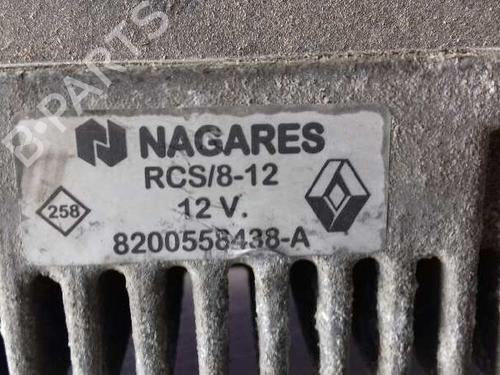 B-PARTS
NAGARES
RCS/8-12
258
12 V.
8200558438-A